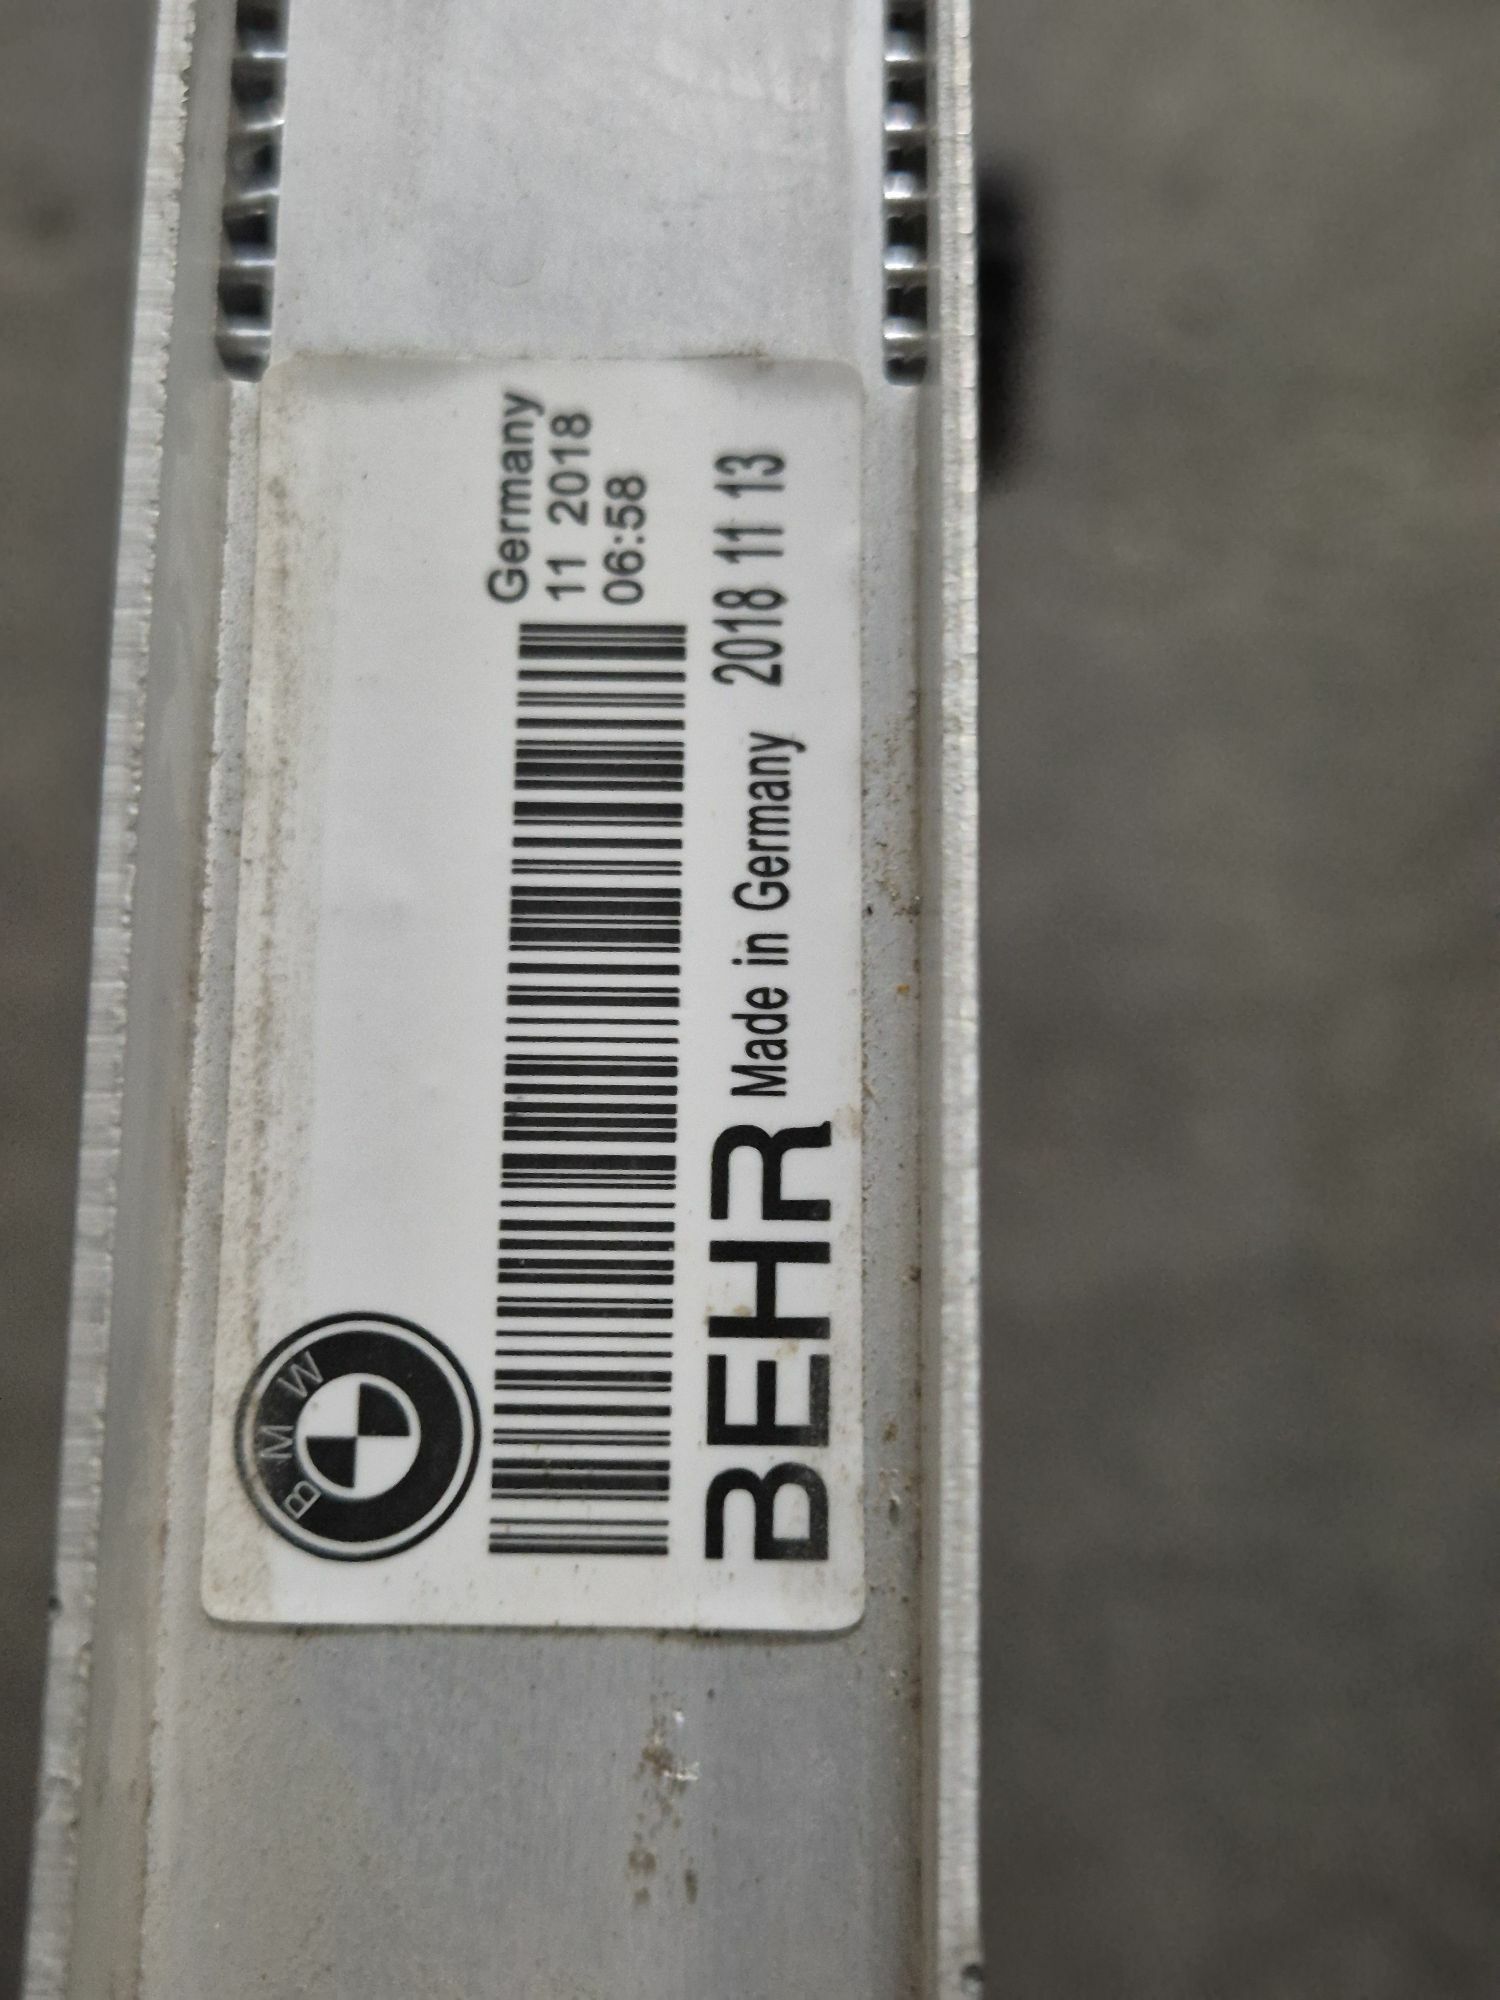 BMW
Germany
11 2018
06:58
BEHR Made in Germany 2018 11 13